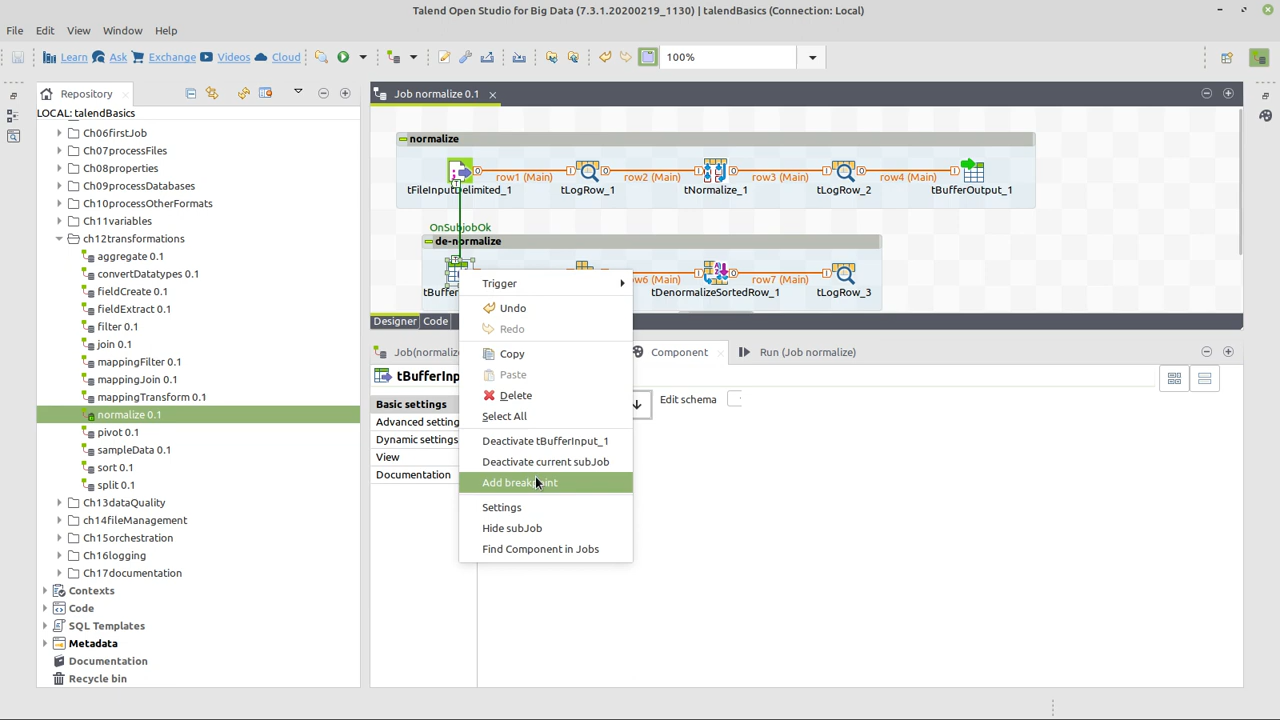 Talend Open Studio for Big Data (7.3.1.20200219_1130) | talendBasics (Connection: Local)
File Edit View Window Help
Learn Ask Exchange Videos Cloud 100%
Repository
LOCAL: talendBasics
Ch06firstJob
Ch07processFiles
Ch08properties
Ch09processDatabases
Ch10processOtherFormats
Ch11variables
ch12transformations
aggregate 0.1
convertDatatypes 0.1
fieldCreate 0.1
fieldExtract 0.1
filter 0.1
join 0.1
mappingFilter 0.1
mappingJoin 0.1
mappingTransform 0.1
normalize 0.1
pivot 0.1
sampleData 0.1
sort 0.1
split 0.1
Ch13dataQuality
ch14fileManagement
Ch15orchestration
Ch16logging
Ch17documentation
Contexts
Code
SQL Templates
Metadata
Documentation
Recycle bin
Job normalize 0.1
normalize
row1 (Main) row2 (Main) row3 (Main) row4 (Main)
tFileInputDelimited_1 tLogRow_1 tNormalize_1 tLogRow_2 tBufferOutput_1
OnSubjobOk
de-normalize
row6 (Main) row7 (Main)
tBuffer tDenormalizeSortedRow_1 tLogRow_3
Designer Code
Job(normaliz Component Run (Job normalize)
tBufferInp
Basic settings
Advanced setting
Dynamic settings
View
Documentation
Edit schema
Trigger
Undo
Redo
Copy
Paste
Delete
Select All
Deactivate tBufferInput_1
Deactivate current subJob
Add breakpoint
Settings
Hide subJob
Find Component in Jobs